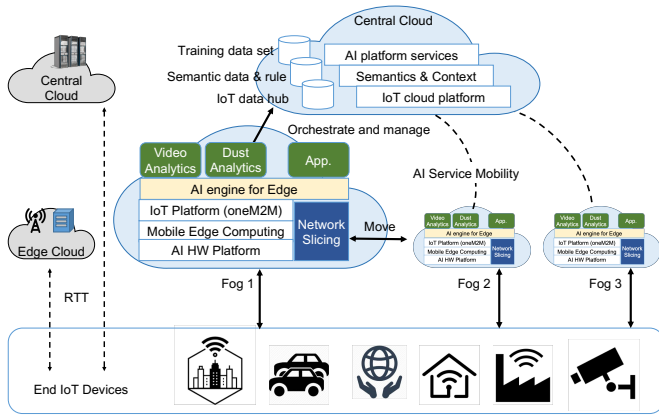 Central Cloud
Training data set
AI platform services
Semantic data & rule
Semantics & Context
IoT data hub
IoT cloud platform
Central
Cloud
Orchestrate and manage
Video
Analytics
Dust
Analytics
App.
AI engine for Edge
IoT Platform (oneM2M)
Mobile Edge Computing
AI HW Platform
Network
Slicing
Move
AI Service Mobility
Video
Analytics
Dust
Analytics
App.
AI engine for Edge
IoT Platform (oneM2M)
Mobile Edge Computing
AI HW Platform
Network
Slicing
Video
Analytics
Dust
Analytics
App.
AI engine for Edge
IoT Platform (oneM2M)
Mobile Edge Computing
AI HW Platform
Network
Slicing
Edge Cloud
RTT
Fog 1
Fog 2
Fog 3
End IoT Devices